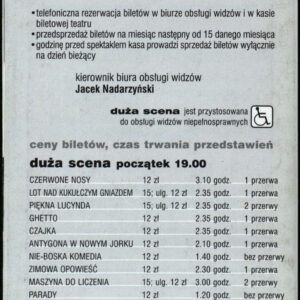 • telefoniczna rezerwacja biletów w biurze obsługi widzów i w kasie
biletowej teatru
• przedsprzedaż biletów na miesiąc następny od 15 danego miesiąca
• godzinę przed spektaklem kasa prowadzi sprzedaż biletów wyłącznie
na dzień bieżący
kierownik biura obsługi widzów
Jacek Nadarzyński
duża scena jest przystosowana
do obsługi widzów niepełnosprawnych
ceny biletów, czas trwania przedstawień
duża scena początek 19.00
CZERWONE NOSY 12 zł 3.10 godz. 1 przerwa
LOT NAD KUKUŁCZYM GNIAZDEM 15; ulg. 12 zł 2.35 godz. 1 przerwa
PIĘKNA LUCYNDA 15; ulg. 12 zł 2.35 godz. 2 przerwy
GHETTO 12 zł 2.35 godz. 1 przerwa
CZAJKA 12 zł 2.35 godz. 1 przerwa
ANTYGONA W NOWYM JORKU 12 zł 2.10 godz. 1 przerwa
NIE-BOSKA KOMEDIA 12 zł 1.40 godz. bez przerwy
ZIMOWA OPOWIEŚĆ 12 zł 2.30 godz. 1 przerwa
MASZYNA DO LICZENIA 15; ulg. 12 zł 2.00 godz. 2 przerwy
PARADY 12 zł 1.20 godz. bez przerwy